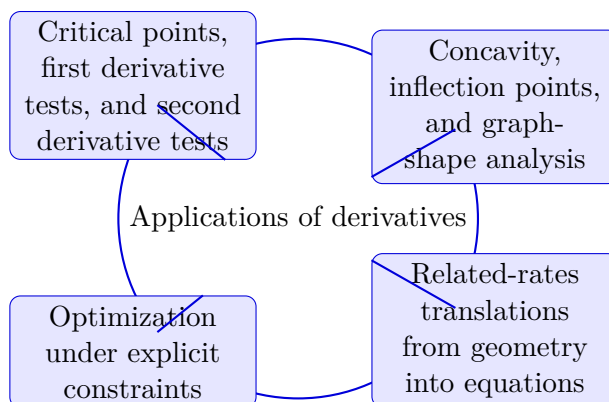 Critical points,
first derivative
tests, and second
derivative tests
Concavity,
inflection points,
and graph-
shape analysis
Applications of derivatives
Optimization
under explicit
constraints
Related-rates
translations
from geometry
into equations